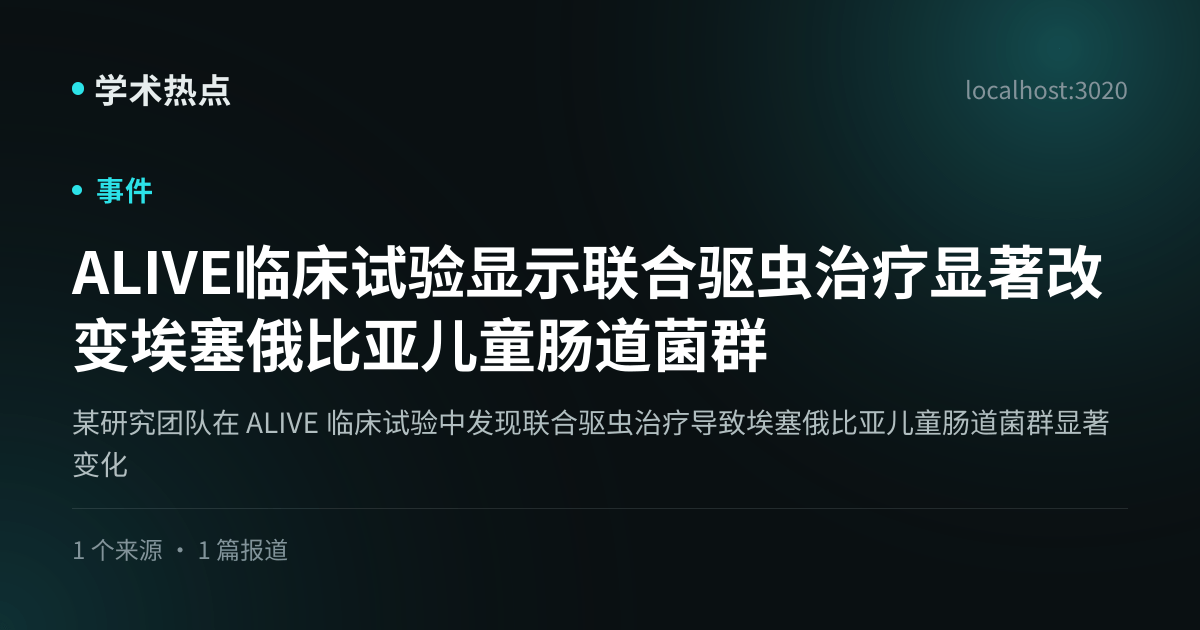 学术热点
localhost:3020
事件
ALIVE临床试验显示联合驱虫治疗显著改
变埃塞俄比亚儿童肠道菌群
某研究团队在 ALIVE 临床试验中发现联合驱虫治疗导致埃塞俄比亚儿童肠道菌群显著
变化
1 个来源 · 1 篇报道